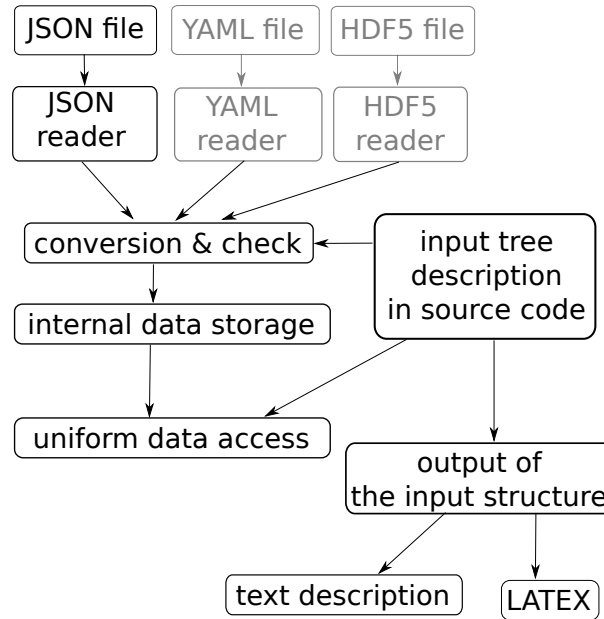 JSON file
YAML file
HDF5 file
JSON
reader
YAML
reader
HDF5
reader
conversion & check
input tree
description
in source code
internal data storage
uniform data access
output of
the input structure
text description
LATEX